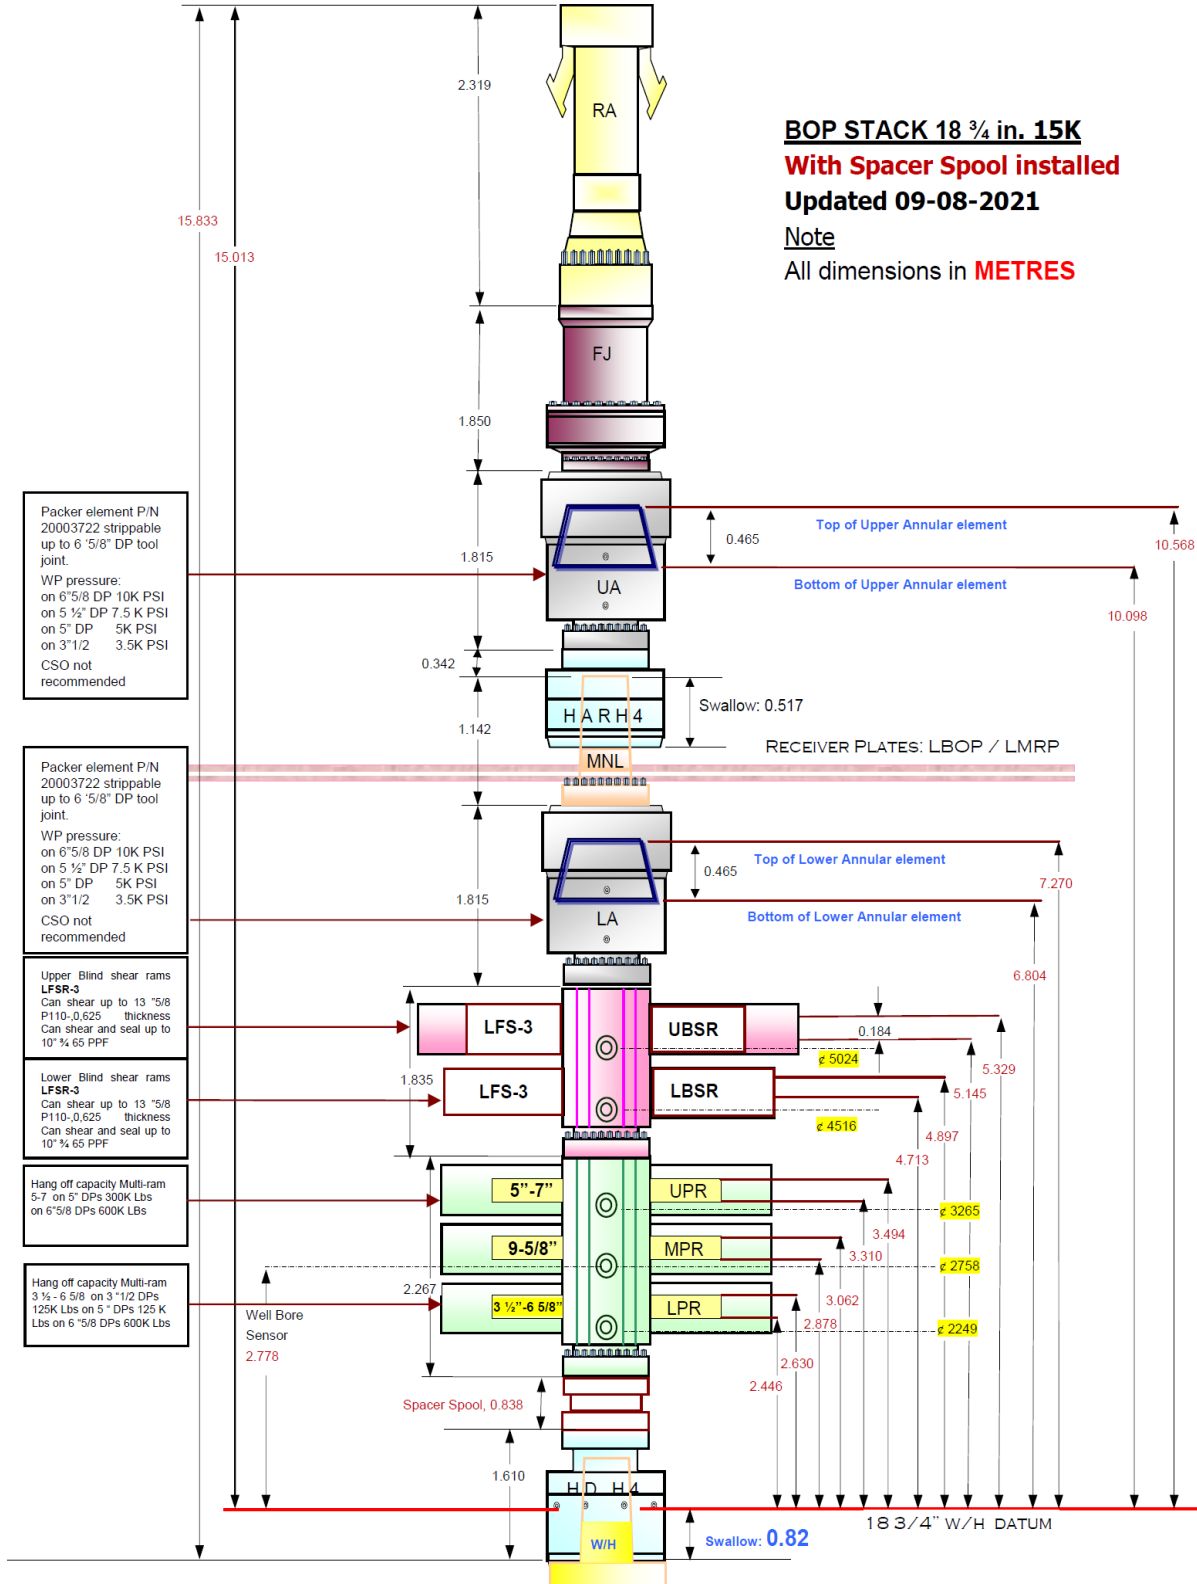 BOP STACK 18 ¾ in. 15K
With Spacer Spool installed
Updated 09-08-2021
Note
All dimensions in METRES
2.319
RA
15.833
15.013
FJ
1.850
Packer element P/N
20003722 strippable
up to 6 '5/8" DP tool
joint.
WP pressure:
on 6"5/8 DP 10K PSI
on 5 ½" DP 7.5 K PSI
on 5" DP 5K PSI
on 3"1/2 3.5K PSI
CSO not
recommended
1.815
UA
0.465
Top of Upper Annular element
Bottom of Upper Annular element
10.568
10.098
0.342
HARH4
Swallow: 0.517
1.142
RECEIVER PLATES: LBOP / LMRP
MNL
Packer element P/N
20003722 strippable
up to 6 '5/8" DP tool
joint.
WP pressure:
on 6"5/8 DP 10K PSI
on 5 ½" DP 7.5 K PSI
on 5" DP 5K PSI
on 3"1/2 3.5K PSI
CSO not
recommended
1.815
LA
0.465
Top of Lower Annular element
Bottom of Lower Annular element
7.270
6.804
Upper Blind shear rams
LFSR-3
Can shear up to 13 "5/8
P110-,0,625 thickness
Can shear and seal up to
10" ¾ 65 PPF
LFS-3
UBSR
0.184
¢ 5024
5.329
5.145
Lower Blind shear rams
LFSR-3
Can shear up to 13 "5/8
P110-,0,625 thickness
Can shear and seal up to
10" ¾ 65 PPF
1.835
LFS-3
LBSR
¢ 4516
4.897
4.713
Hang off capacity Multi-ram
5-7 on 5" DPs 300K Lbs
on 6"5/8 DPs 600K LBs
5"-7"
UPR
¢ 3265
3.494
3.310
9-5/8"
MPR
¢ 2758
3.062
2.878
Hang off capacity Multi-ram
3 ½ - 6 5/8 on 3 "1/2 DPs
125K Lbs on 5 " DPs 125 K
Lbs on 6 "5/8 DPs 600K Lbs
2.267
3 ½"-6 5/8"
LPR
¢ 2249
2.630
2.446
Well Bore
Sensor
2.778
Spacer Spool, 0.838
1.610
HD H4
18 3/4" W/H DATUM
W/H
Swallow: 0.82